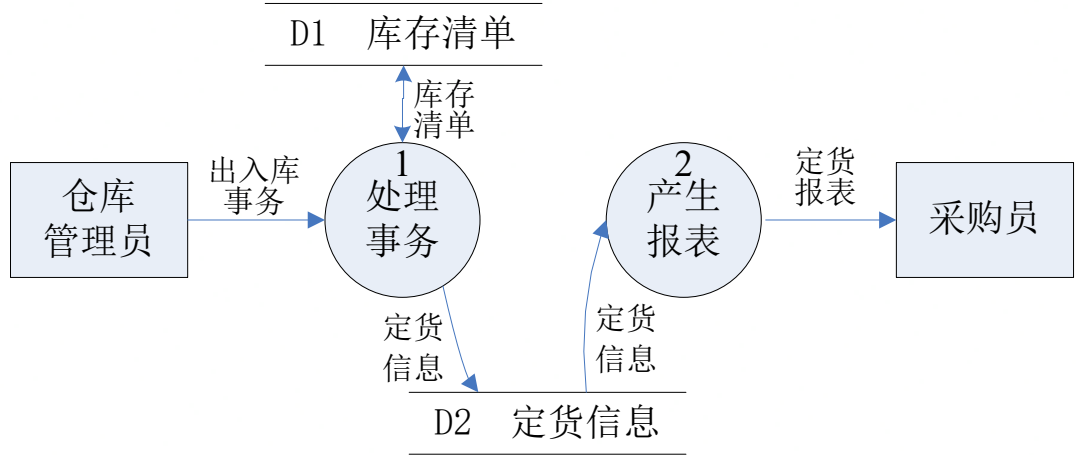 D1 库存清单
库存
清单
仓库
管理员
出入库
事务
1
处理
事务
2
产生
报表
定货
报表
采购员
定货
信息
定货
信息
D2 定货信息